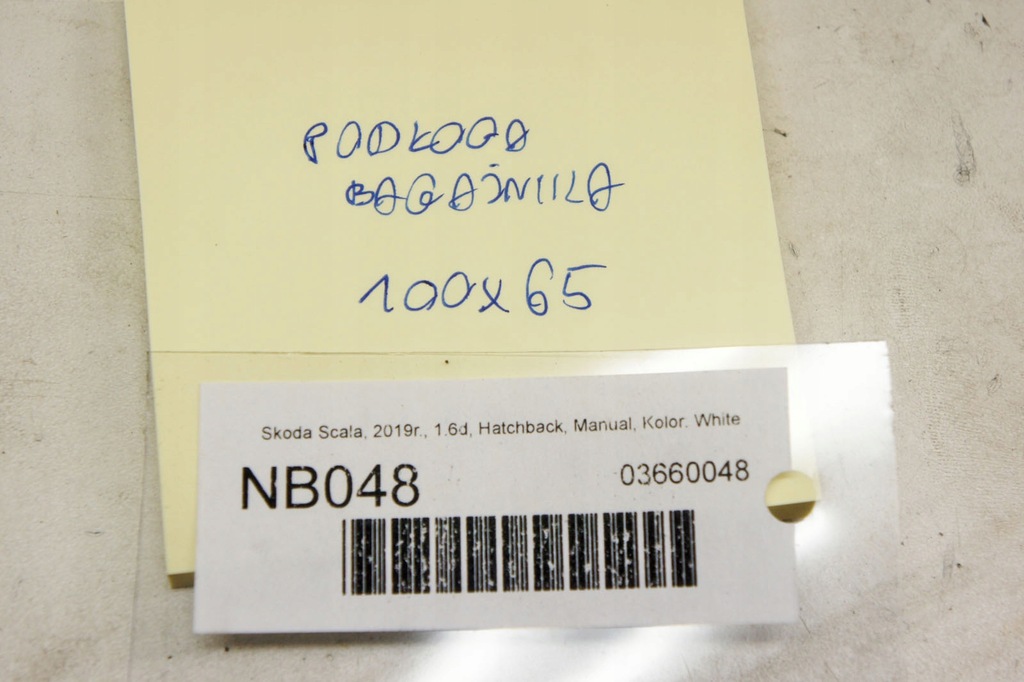 PODŁOGA
BAGAŻNIKA
100x65
Skoda Scala, 2019r., 1.6d, Hatchback, Manual, Kolor: White
NB048
03660048